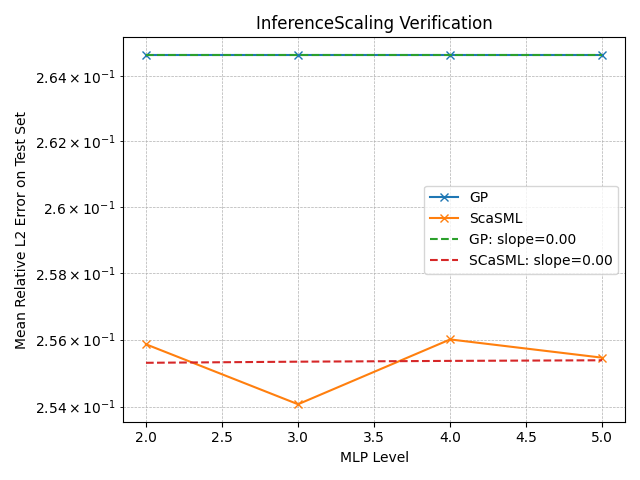 InferenceScaling Verification
Mean Relative L2 Error on Test Set
2.64 × 10⁻¹
2.62 × 10⁻¹
2.6 × 10⁻¹
2.58 × 10⁻¹
2.56 × 10⁻¹
2.54 × 10⁻¹
GP
ScaSML
GP: slope=0.00
SCaSML: slope=0.00
2.0 2.5 3.0 3.5 4.0 4.5 5.0
MLP Level